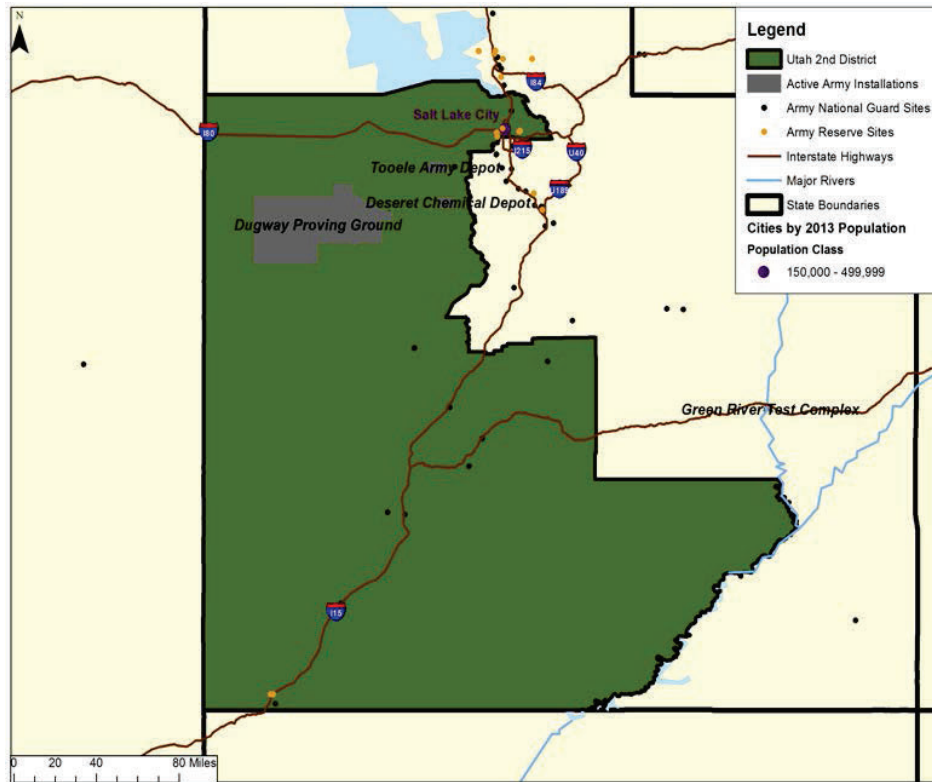 N
Legend
Utah 2nd District
Active Army Installations
Army National Guard Sites
Army Reserve Sites
Interstate Highways
Major Rivers
State Boundaries
Cities by 2013 Population
Population Class
150,000 - 499,999
I84
Salt Lake City
I80
I215
U40
Tooele Army Depot
U189
Deseret Chemical Depot
Dugway Proving Ground
Green River Test Complex
I15
0 20 40 80 Miles